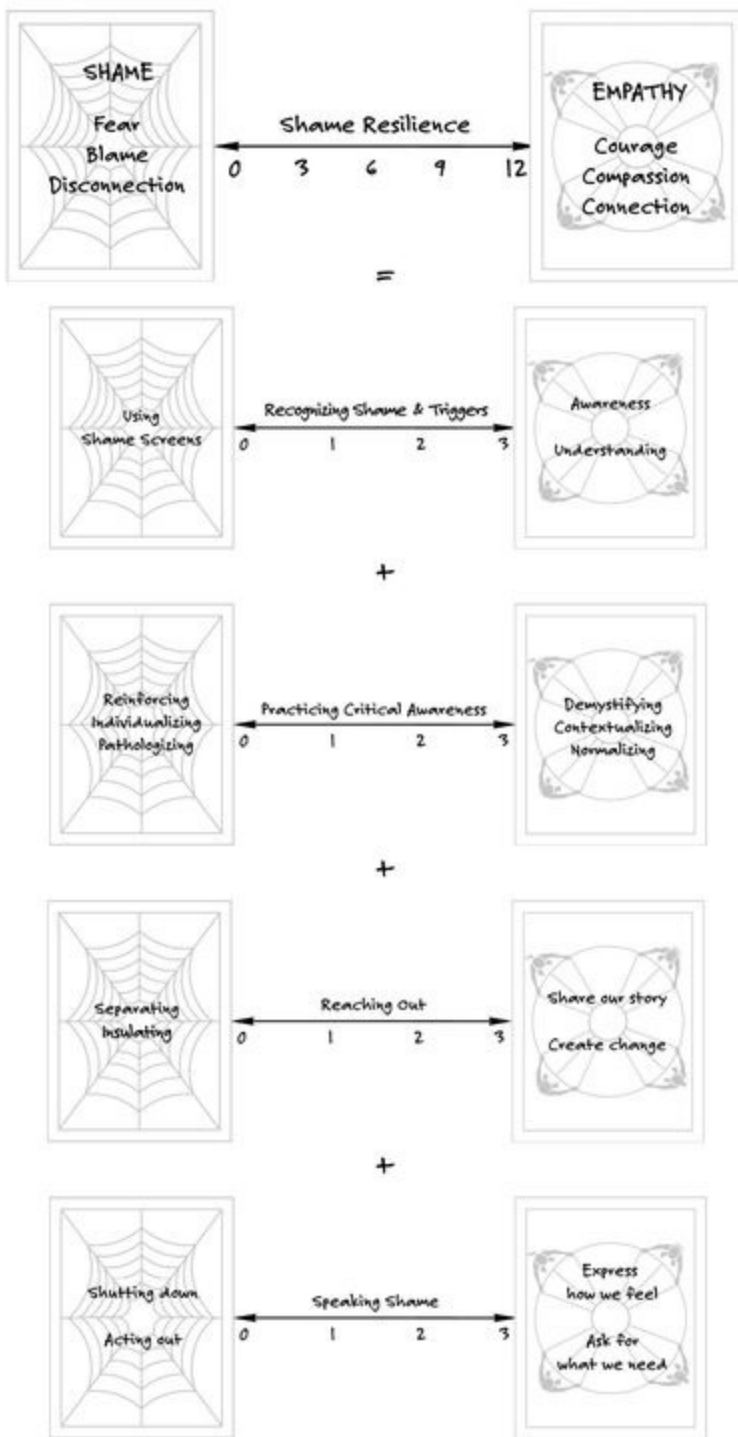 SHAME
Fear
Blame
Disconnection
Shame Resilience
0 3 6 9 12
EMPATHY
Courage
Compassion
Connection
=
Using
Shame Screens
Recognizing Shame & Triggers
0 1 2 3
Awareness
Understanding
+
Reinforcing
Individualizing
Pathologizing
Practicing Critical Awareness
0 1 2 3
Demystifying
Contextualizing
Normalizing
+
Separating
Insulating
Reaching Out
0 1 2 3
Share our story
Create change
+
Shutting down
Acting out
Speaking Shame
0 1 2 3
Express
how we feel
Ask for
what we need